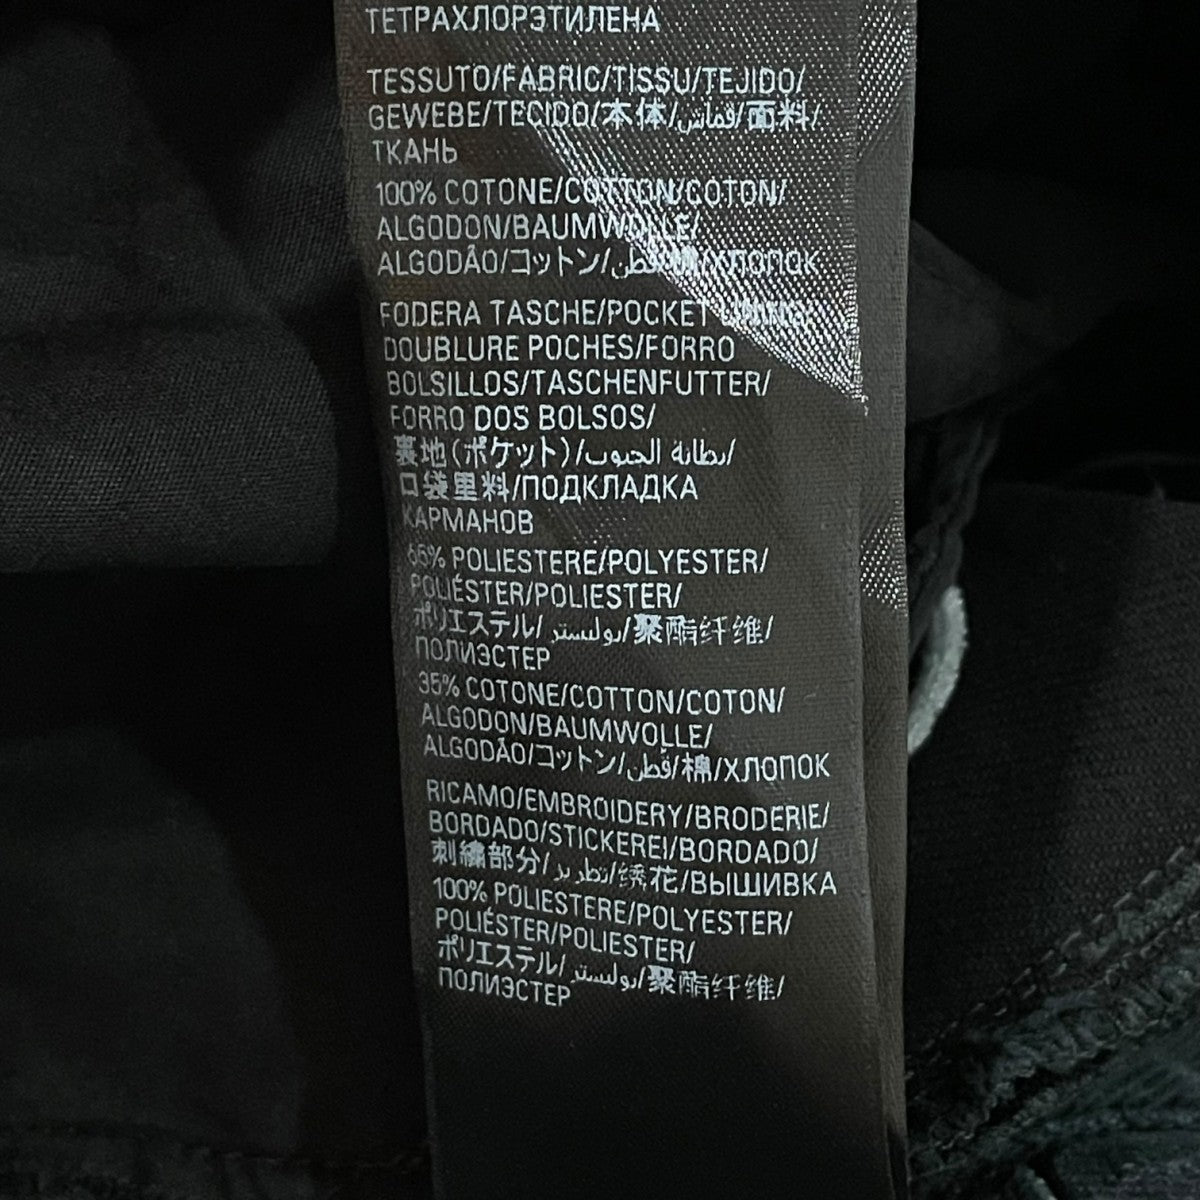 ТЕТРАХЛОРЭТИЛЕНА
TESSUTO/FABRIC/TISSU/TEJIDO/
GEWEBE/TECIDO/本体/قماش/面料/
ТКАНЬ
100% COTONE/COTTON/COTON/
ALGODON/BAUMWOLLE/
ALGODÃO/コットン/قطن/棉/ХЛОПОК
FODERA TASCHE/POCKET LINING/
DOUBLURE POCHES/FORRO
BOLSILLOS/TASCHENFUTTER/
FORRO DOS BOLSOS/
裏地(ポケット)/بطانة الجيوب/
口袋里料/ПОДКЛАДКА
КАРМАНОВ
65% POLIESTERE/POLYESTER/
POLIÉSTER/POLIESTER/
ポリエステル/بوليستر/聚酯纤维/
ПОЛИЭСТЕР
35% COTONE/COTTON/COTON/
ALGODON/BAUMWOLLE/
ALGODÃO/コットン/قطن/棉/ХЛОПОК
RICAMO/EMBROIDERY/BRODERIE/
BORDADO/STICKEREI/BORDADO/
刺繍部分/تطريز/绣花/ВЫШИВКА
100% POLIESTERE/POLYESTER/
POLIÉSTER/POLIESTER/
ポリエステル/بوليستر/聚酯纤维/
ПОЛИЭСТЕР